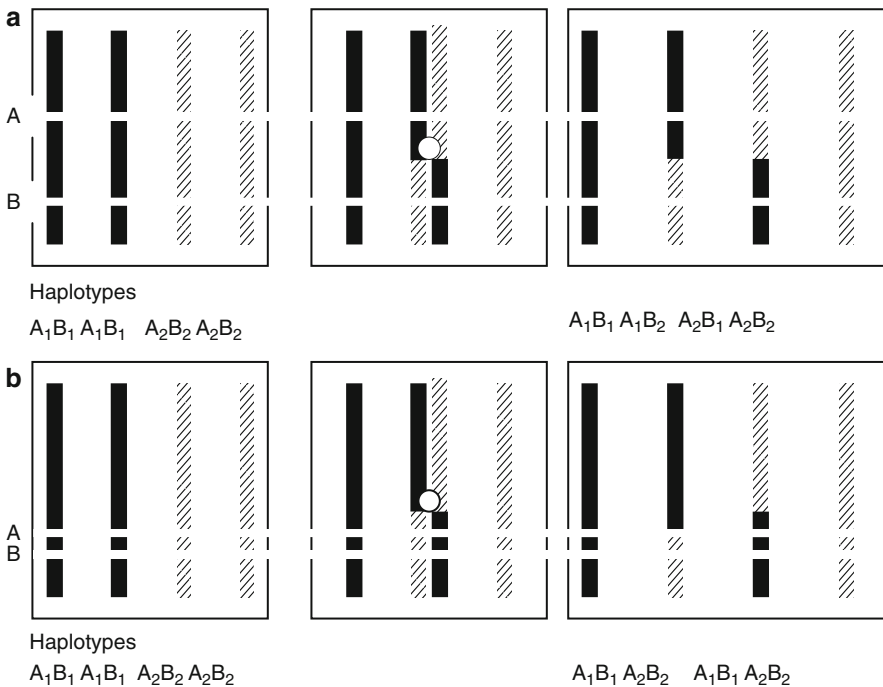 a
A
B
Haplotypes
A₁B₁ A₁B₁ A₂B₂ A₂B₂
A₁B₁ A₁B₂ A₂B₁ A₂B₂
b
A
B
Haplotypes
A₁B₁ A₁B₁ A₂B₂ A₂B₂
A₁B₁ A₂B₂ A₁B₁ A₂B₂